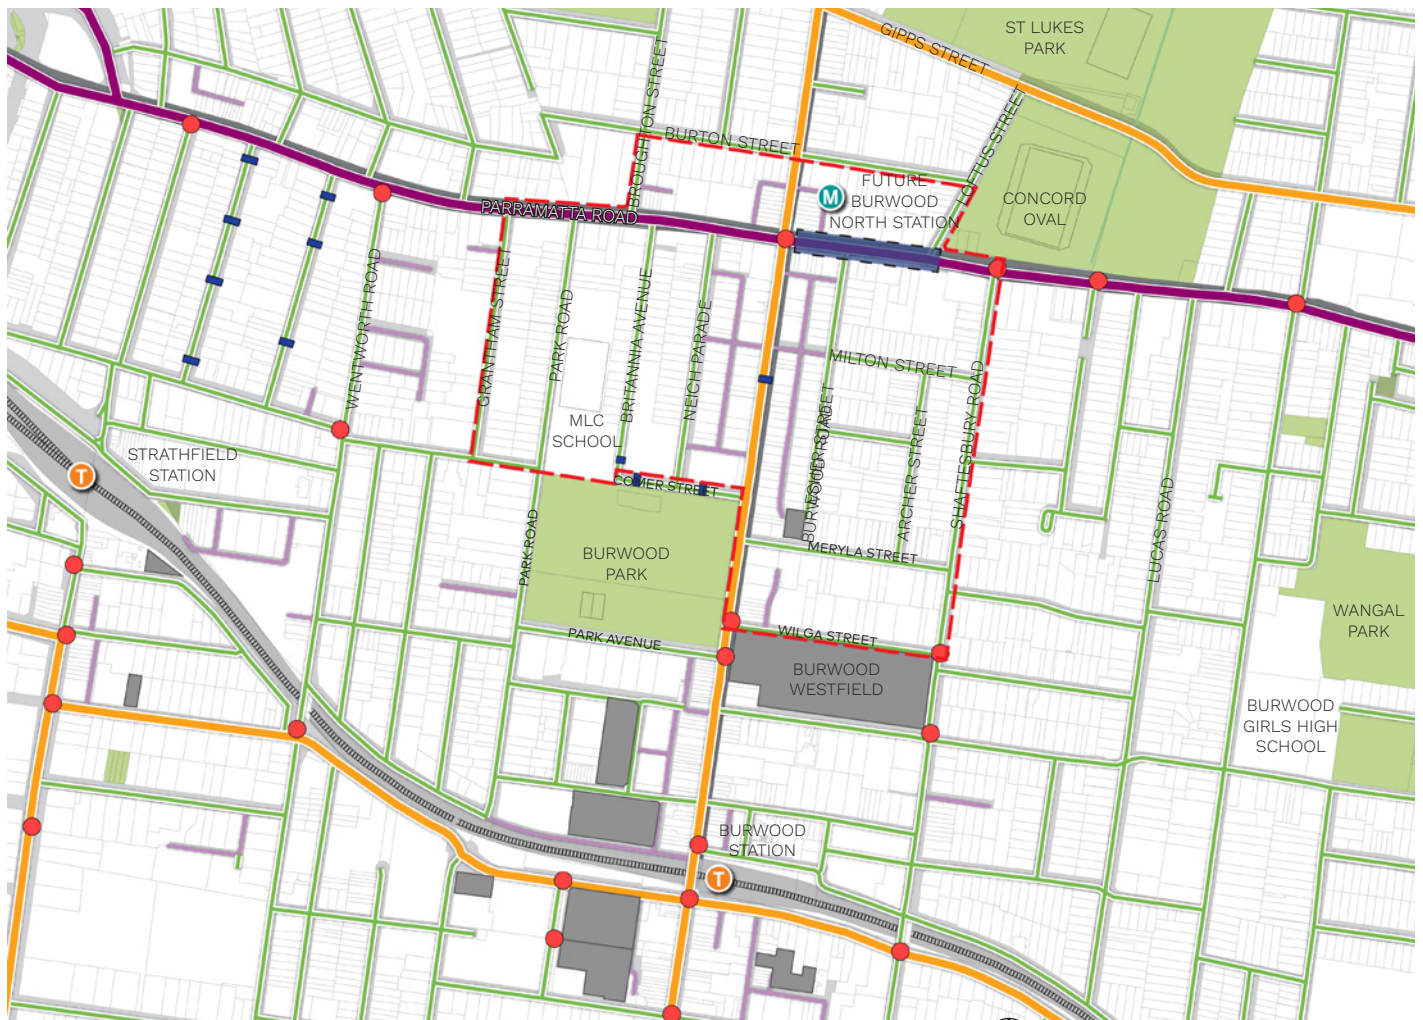 GIPPS STREET
ST LUKES
PARK
BROUGHTON STREET
BURTON STREET
LOFTUS STREET
M
FUTURE
BURWOOD
NORTH STATION
CONCORD
OVAL
PARRAMATTA ROAD
WENTWORTH ROAD
GRANTHAM STREET
PARK ROAD
BRITANNIA AVENUE
NEICH PARADE
MILTON STREET
MLC
SCHOOL
ARCHER STREET
SHAFTESBURY ROAD
LUCAS ROAD
STRATHFIELD
STATION
T
COMER STREET
PARK ROAD
BURWOOD
PARK
MERYLA STREET
WANGAL
PARK
PARK AVENUE
WILGA STREET
BURWOOD
WESTFIELD
BURWOOD
GIRLS HIGH
SCHOOL
BURWOOD
STATION
T